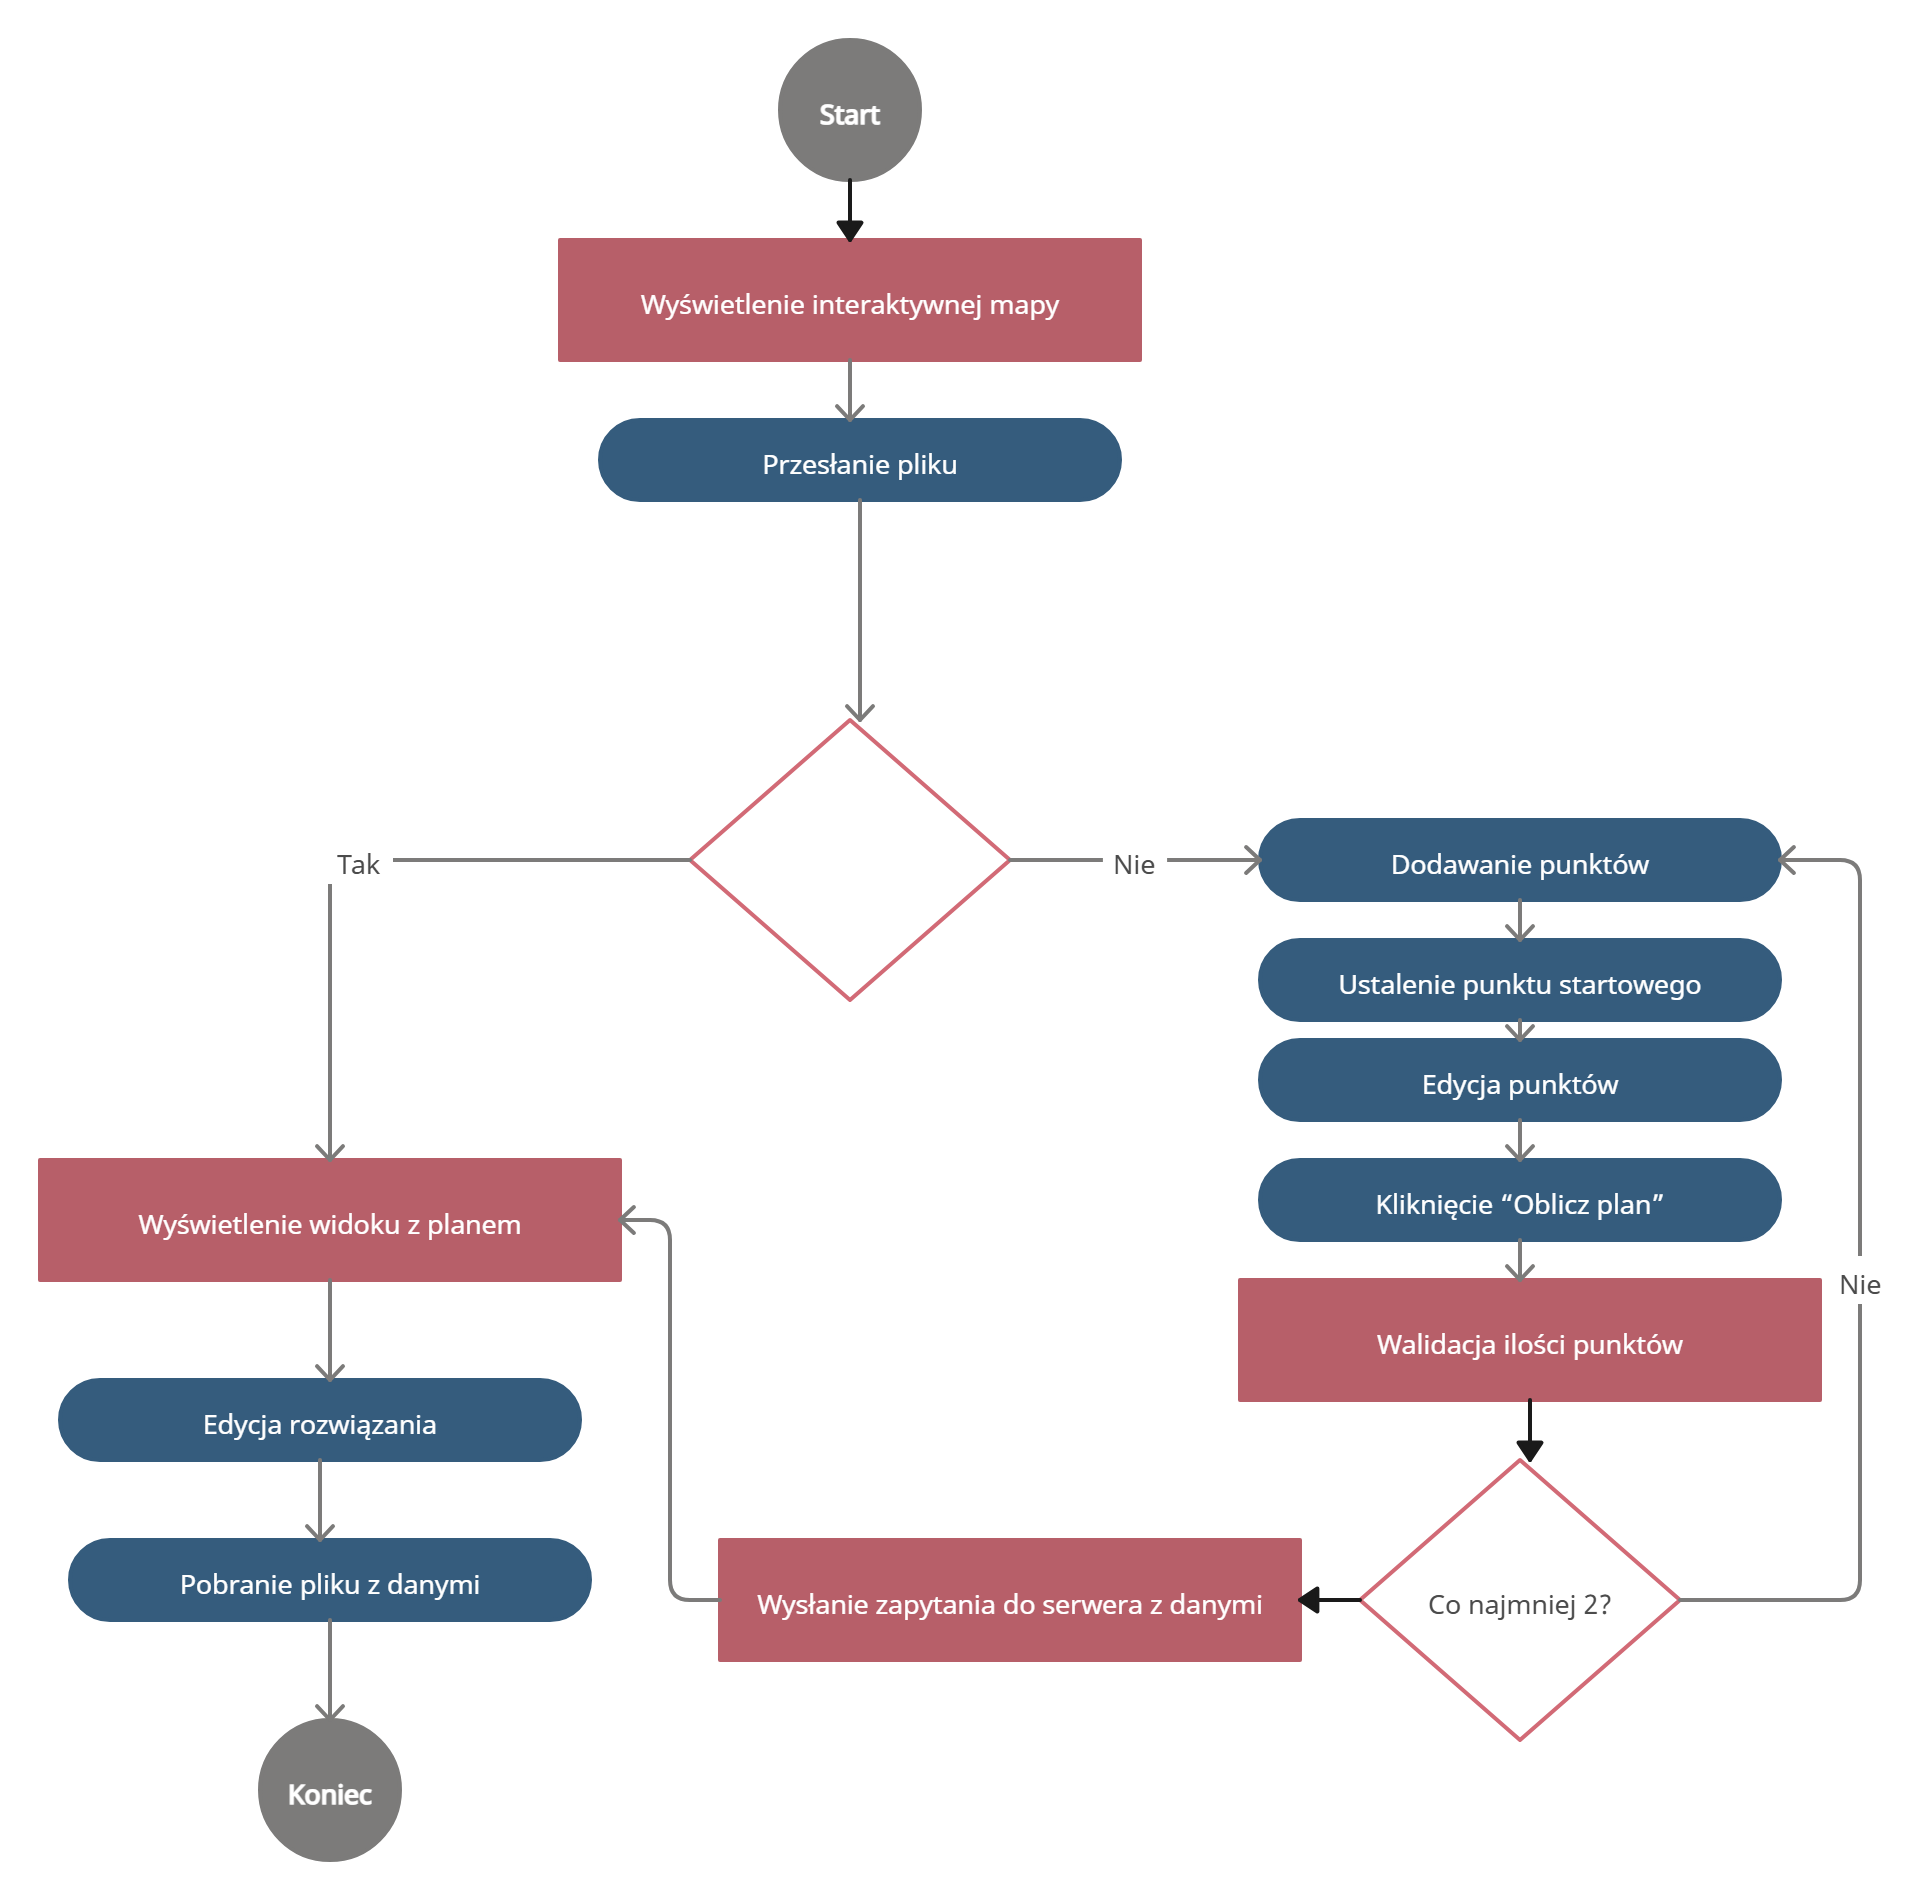 Start
Wyświetlenie interaktywnej mapy
Przesłanie pliku
Tak
Nie
Dodawanie punktów
Ustalenie punktu startowego
Edycja punktów
Kliknięcie “Oblicz plan”
Wyświetlenie widoku z planem
Nie
Walidacja ilości punktów
Edycja rozwiązania
Pobranie pliku z danymi
Wysłanie zapytania do serwera z danymi
Co najmniej 2?
Koniec